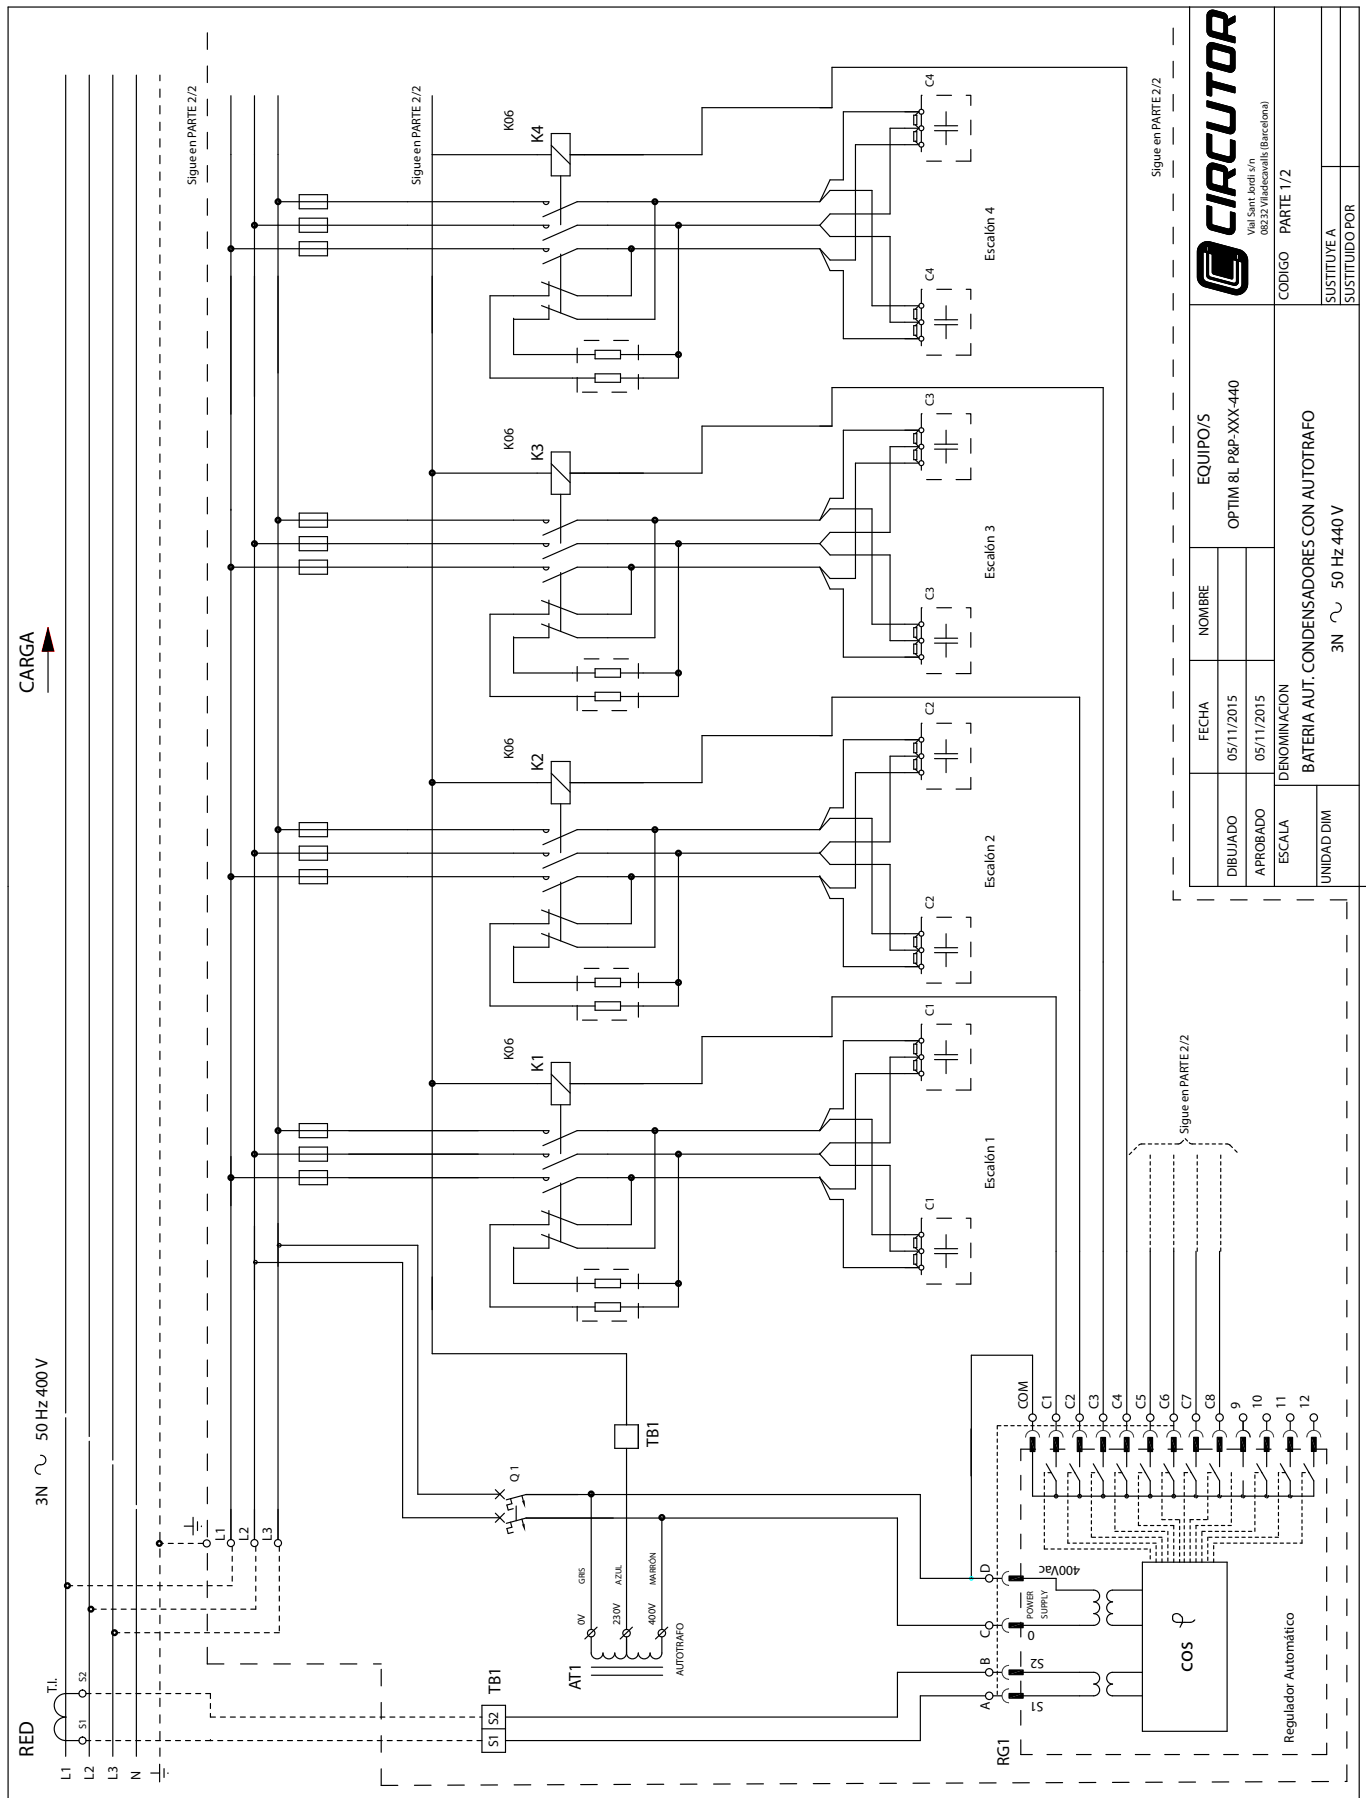 RED
3N 50 Hz 400 V
CARGA
T.I.
S1
S2
L1
L2
L3
N
L1
L2
L3
Sigue en PARTE 2/2
Sigue en PARTE 2/2
Q1
TB1
S1
S2
AT1
0V
230V
400V
GRIS
AZUL
MARRÓN
AUTOTRAFO
TB1
K06
K1
K06
K2
K06
K3
K06
K4
C1
C1
C2
C2
C3
C3
C4
C4
Escalón 1
Escalón 2
Escalón 3
Escalón 4
RG1
A
B
C
D
S1
S2
0
POWER
SUPPLY
400Vac
COM
C1
C2
C3
C4
C5
C6
C7
C8
9
10
11
12
cos
Regulador Automático
Sigue en PARTE 2/2
Sigue en PARTE 2/2
FECHA
NOMBRE
EQUIPO/S
DIBUJADO
05/11/2015
APROBADO
05/11/2015
OPTIM 8L P&P-XXX-440
CIRCUTOR
Vial Sant Jordi s/n
08232 Viladecavalls (Barcelona)
ESCALA
DENOMINACION
CODIGO PARTE 1/2
BATERIA AUT. CONDENSADORES CON AUTOTRAFO
UNIDAD DIM
3N 50 Hz 440 V
SUSTITUYE A
SUSTITUIDO POR